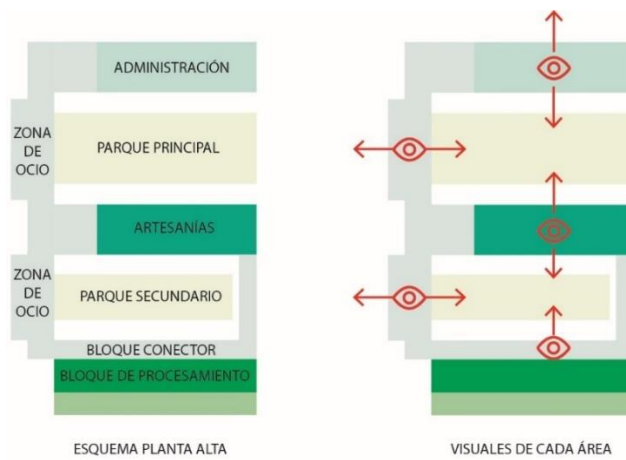 ADMINISTRACIÓN
ZONA
DE
OCIO
PARQUE PRINCIPAL
ARTESANÍAS
ZONA
DE
OCIO
PARQUE SECUNDARIO
BLOQUE CONECTOR
BLOQUE DE PROCESAMIENTO
ESQUEMA PLANTA ALTA
VISUALES DE CADA ÁREA